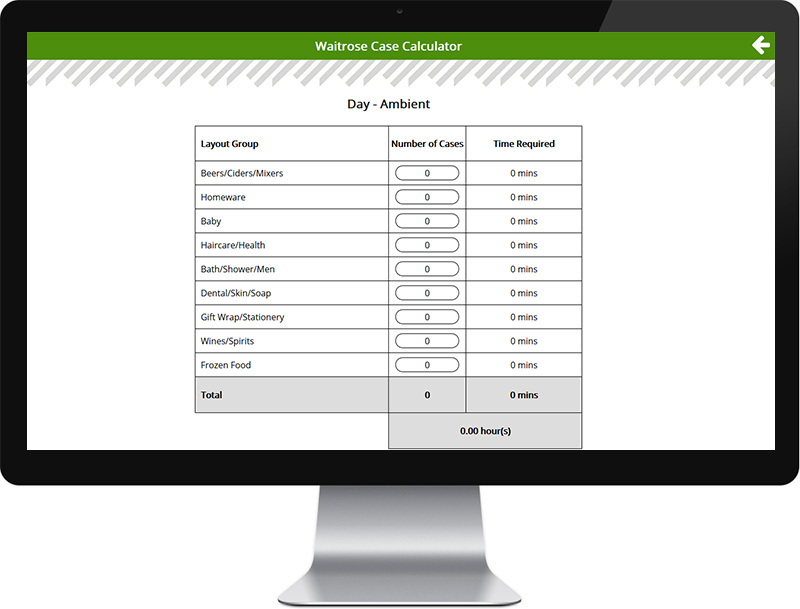 Waitrose Case Calculator
Day - Ambient
Layout Group Number of Cases Time Required
Beers/Ciders/Mixers 0 0 mins
Homeware 0 0 mins
Baby 0 0 mins
Haircare/Health 0 0 mins
Bath/Shower/Men 0 0 mins
Dental/Skin/Soap 0 0 mins
Gift Wrap/Stationery 0 0 mins
Wines/Spirits 0 0 mins
Frozen Food 0 0 mins
Total 0 0 mins
0.00 hour(s)